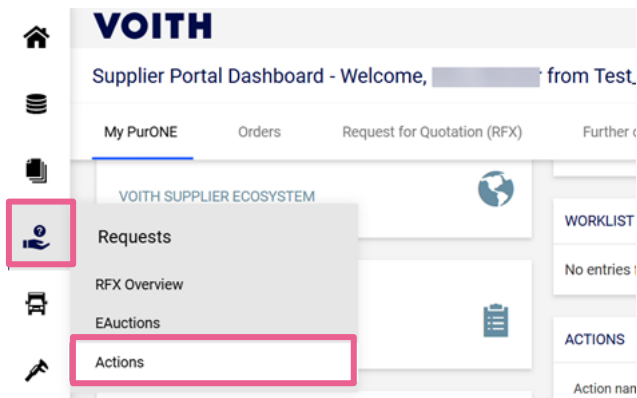 VOITH
Supplier Portal Dashboard - Welcome, from Test_
My PurONE Orders Request for Quotation (RFX) Further
VOITH SUPPLIER ECOSYSTEM
WORKLIST
Requests
No entries
RFX Overview
EAuctions
ACTIONS
Actions
Action